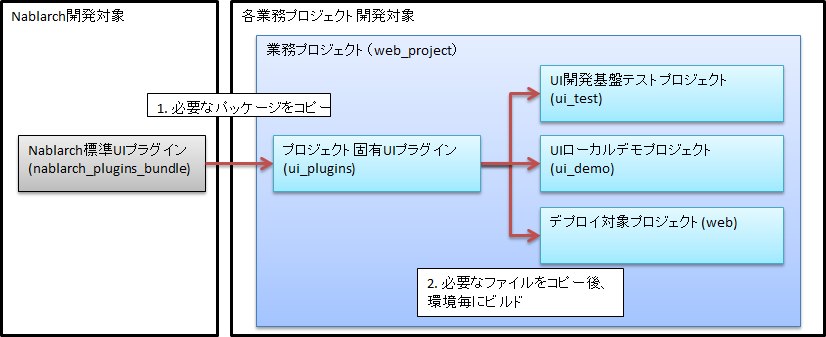 Nablarch開発対象
各業務プロジェクト開発対象
業務プロジェクト（web_project）
UI開発基盤テストプロジェクト
(ui_test)
1. 必要なパッケージをコピー
Nablarch標準UIプラグイン
(nablarch_plugins_bundle)
プロジェクト固有UIプラグイン
(ui_plugins)
UIローカルデモプロジェクト
(ui_demo)
デプロイ対象プロジェクト(web)
2. 必要なファイルをコピー後、
環境毎にビルド